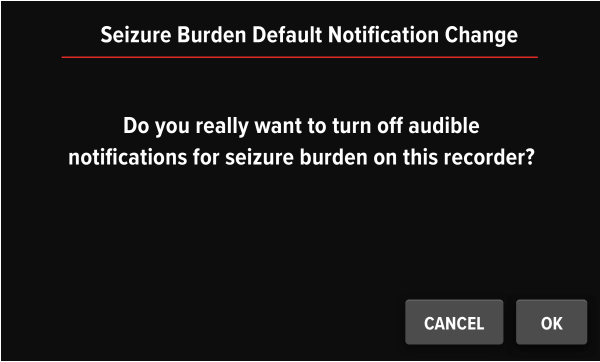 Seizure Burden Default Notification Change
Do you really want to turn off audible
notifications for seizure burden on this recorder?
CANCEL
OK